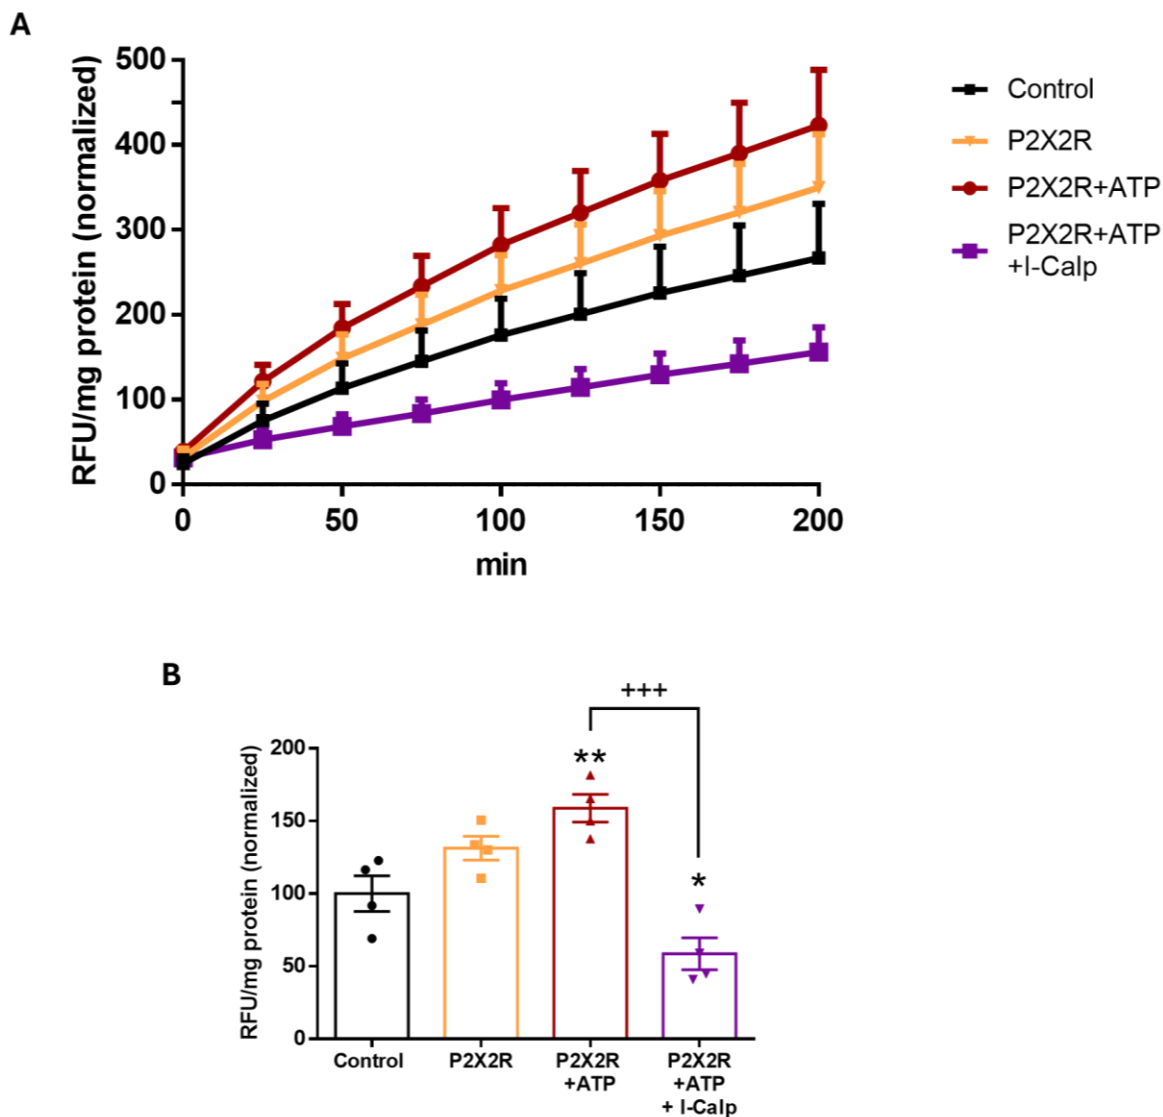 A
RFU/mg protein (normalized)
500
400
300
200
100
0
0 50 100 150 200
min
Control
P2X2R
P2X2R+ATP
P2X2R+ATP
+I-Calp
B
RFU/mg protein (normalized)
200
150
100
50
0
+++
**
*
Control P2X2R P2X2R P2X2R
+ATP +ATP
+ I-Calp